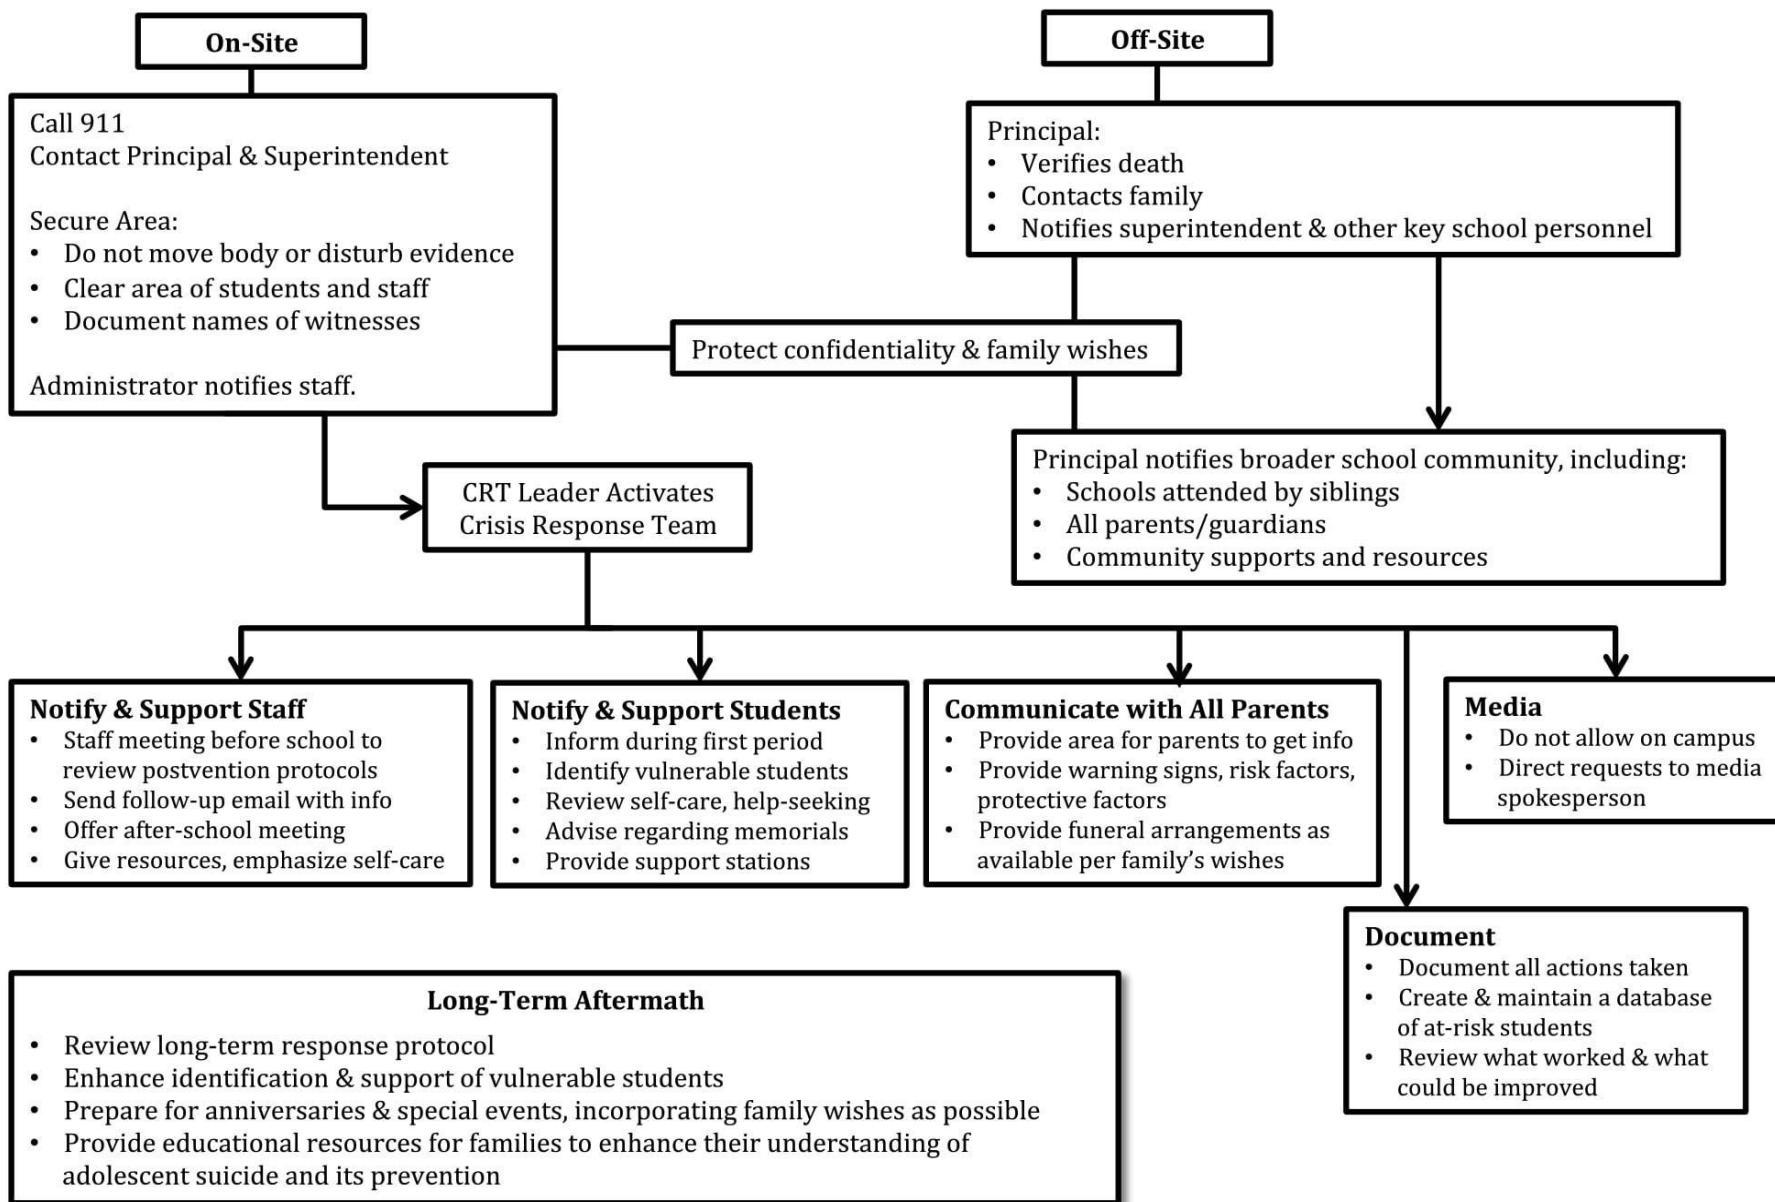 On-Site
Call 911
Contact Principal & Superintendent
Secure Area:
• Do not move body or disturb evidence
• Clear area of students and staff
• Document names of witnesses
Administrator notifies staff.
Off-Site
Principal:
• Verifies death
• Contacts family
• Notifies superintendent & other key school personnel
Protect confidentiality & family wishes
Principal notifies broader school community, including:
• Schools attended by siblings
• All parents/guardians
• Community supports and resources
CRT Leader Activates
Crisis Response Team
Notify & Support Staff
• Staff meeting before school to
review postvention protocols
• Send follow-up email with info
• Offer after-school meeting
• Give resources, emphasize self-care
Notify & Support Students
• Inform during first period
• Identify vulnerable students
• Review self-care, help-seeking
• Advise regarding memorials
• Provide support stations
Communicate with All Parents
• Provide area for parents to get info
• Provide warning signs, risk factors,
protective factors
• Provide funeral arrangements as
available per family’s wishes
Media
• Do not allow on campus
• Direct requests to media
spokesperson
Document
• Document all actions taken
• Create & maintain a database
of at-risk students
• Review what worked & what
could be improved
Long-Term Aftermath
• Review long-term response protocol
• Enhance identification & support of vulnerable students
• Prepare for anniversaries & special events, incorporating family wishes as possible
• Provide educational resources for families to enhance their understanding of
adolescent suicide and its prevention